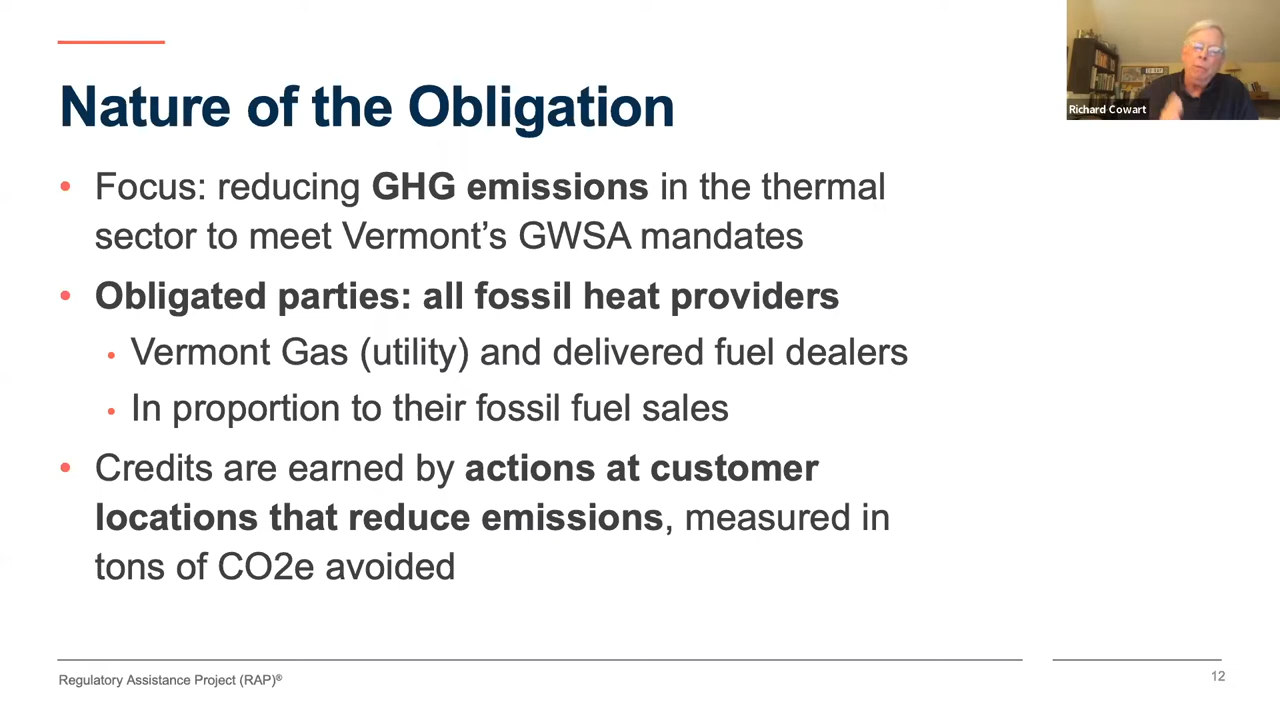 Nature of the Obligation
Richard Cowart
• Focus: reducing GHG emissions in the thermal
sector to meet Vermont’s GWSA mandates
• Obligated parties: all fossil heat providers
• Vermont Gas (utility) and delivered fuel dealers
• In proportion to their fossil fuel sales
• Credits are earned by actions at customer
locations that reduce emissions, measured in
tons of CO2e avoided
Regulatory Assistance Project (RAP)®
12